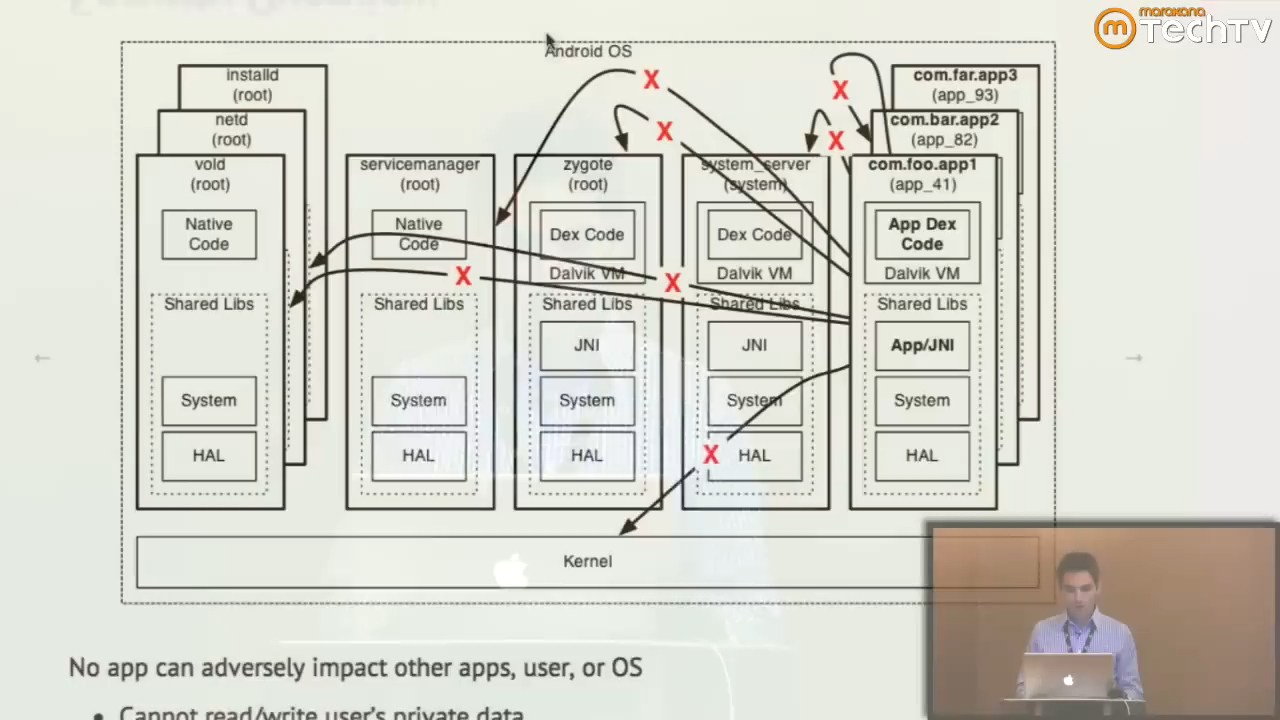 marakana
TechTV
Android OS
installd
(root)
netd
(root)
vold
(root)
Native
Code
Shared Libs
System
HAL
servicemanager
(root)
Native
Code
Shared Libs
System
HAL
zygote
(root)
Dex Code
Dalvik VM
Shared Libs
JNI
System
HAL
system_server
(system)
Dex Code
Dalvik VM
Shared Libs
JNI
System
HAL
com.far.app3
(app_93)
com.bar.app2
(app_82)
com.foo.app1
(app_41)
App Dex
Code
Dalvik VM
Shared Libs
App/JNI
System
HAL
X
X
X
X
X
X
X
Kernel
No app can adversely impact other apps, user, or OS
• Cannot read/write user's private data